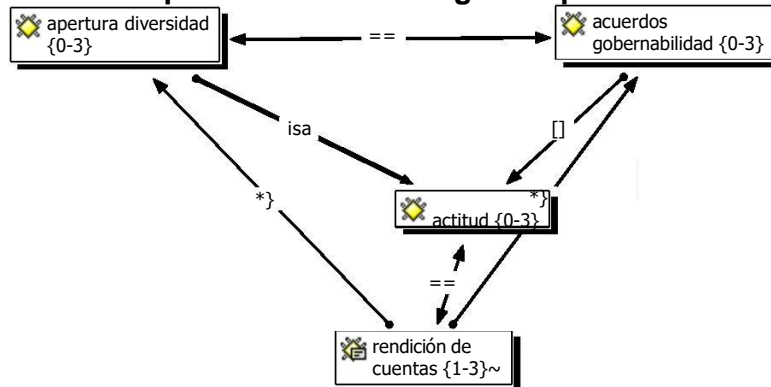 apertura diversidad
{0-3}
==
acuerdos
gobernabilidad {0-3}
isa
[]
*}
*}
actitud {0-3}
==
rendición de
cuentas {1-3}~